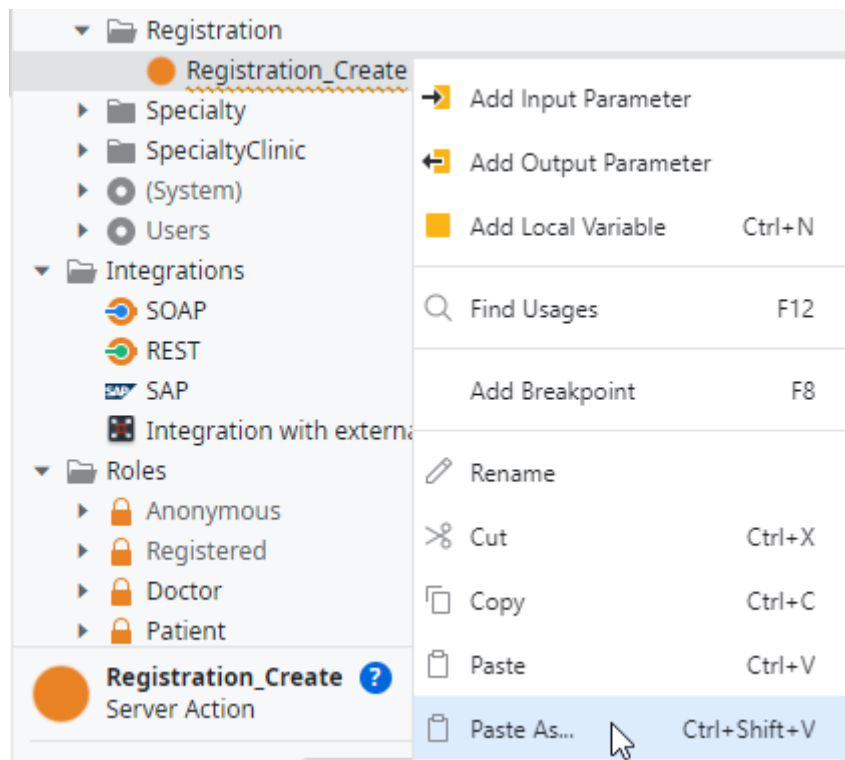 Registration
Registration_Create
Specialty
SpecialtyClinic
(System)
Users
Integrations
SOAP
REST
SAP SAP
Integration with externa
Roles
Anonymous
Registered
Doctor
Patient
Registration_Create ?
Server Action
Add Input Parameter
Add Output Parameter
Add Local Variable Ctrl+N
Find Usages F12
Add Breakpoint F8
Rename
Cut Ctrl+X
Copy Ctrl+C
Paste Ctrl+V
Paste As... Ctrl+Shift+V